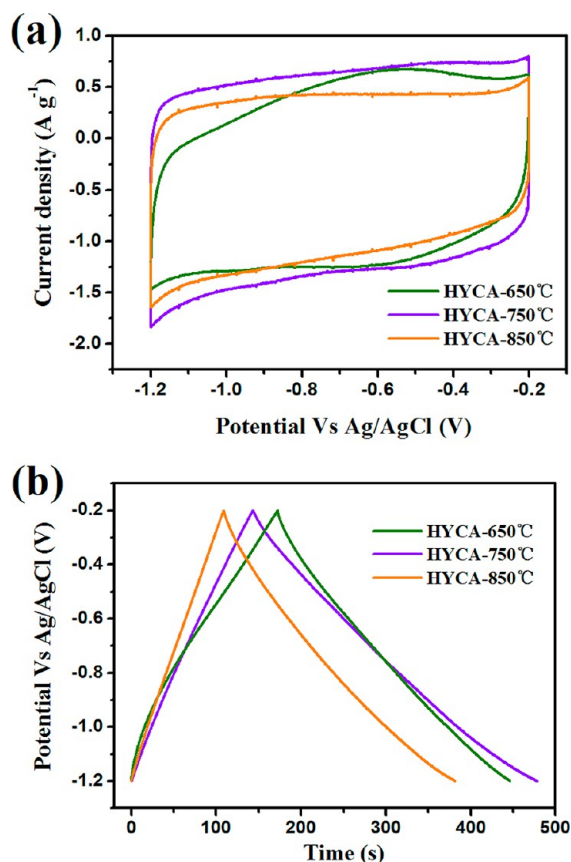 (a)
1.0
0.5
0.0
-0.5
-1.0
-1.5
-2.0
Current density (A g⁻¹)
HYCA-650℃
HYCA-750℃
HYCA-850℃
-1.2 -1.0 -0.8 -0.6 -0.4 -0.2
Potential Vs Ag/AgCl (V)
(b)
-0.2
-0.4
-0.6
-0.8
-1.0
-1.2
Potential Vs Ag/AgCl (V)
HYCA-650℃
HYCA-750℃
HYCA-850℃
0 100 200 300 400 500
Time (s)